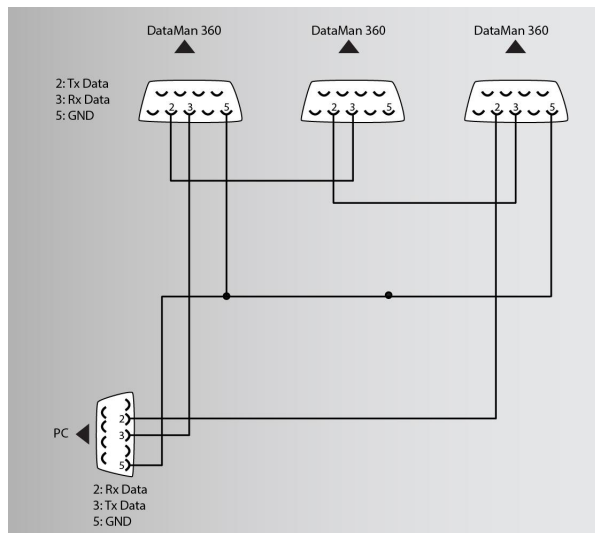 DataMan 360 DataMan 360 DataMan 360
2: Tx Data
3: Rx Data
5: GND
2 3 5
2 3
2 3 5
PC
2
3
5
2: Rx Data
3: Tx Data
5: GND